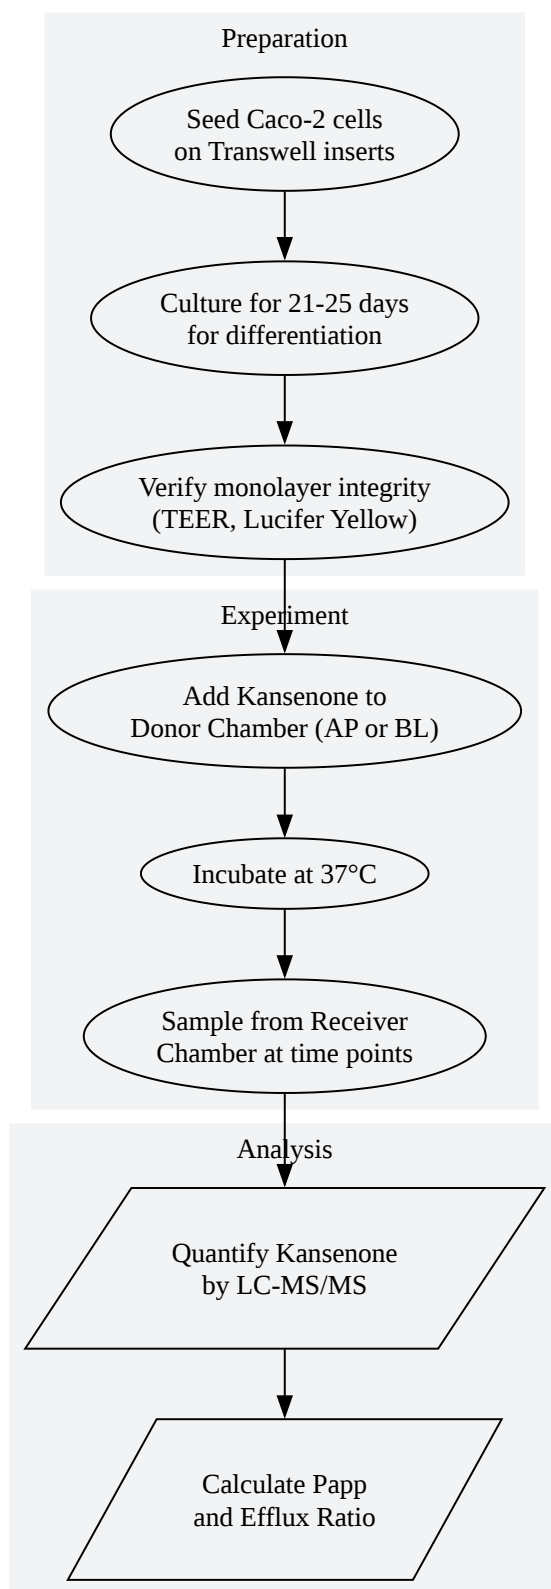 Preparation
Seed Caco-2 cells
on Transwell inserts
Culture for 21-25 days
for differentiation
Verify monolayer integrity
(TEER, Lucifer Yellow)
Experiment
Add Kansenone to
Donor Chamber (AP or BL)
Incubate at 37°C
Sample from Receiver
Chamber at time points
Analysis
Quantify Kansenone
by LC-MS/MS
Calculate Papp
and Efflux Ratio